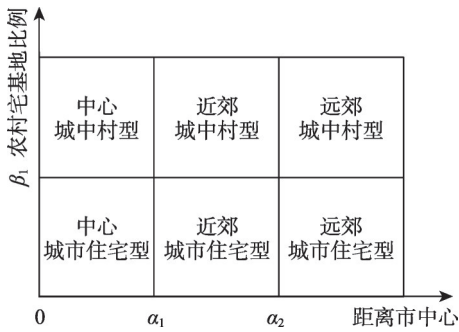 β₁ 农村宅基地比例
中心 近郊 远郊
城中村型 城中村型 城中村型
中心 近郊 远郊
城市住宅型 城市住宅型 城市住宅型
0 α₁ α₂ 距离市中心